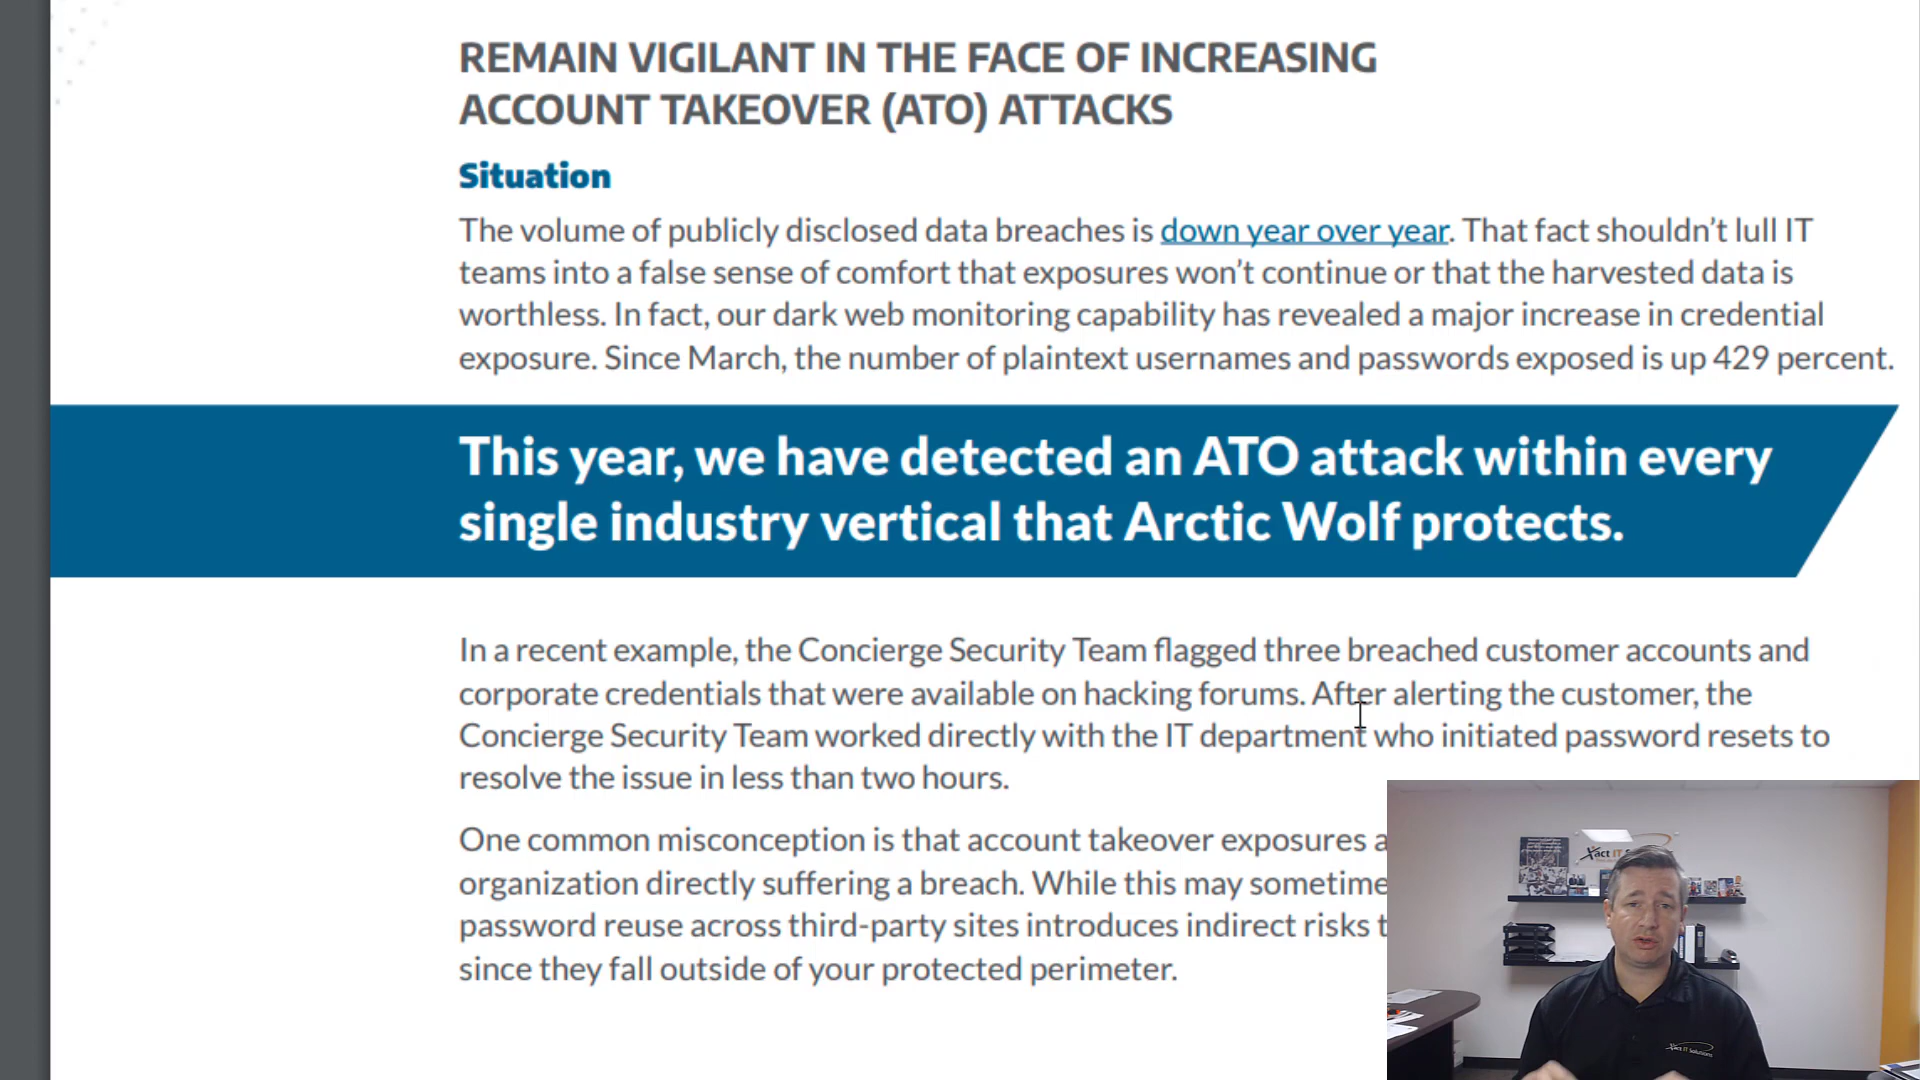 REMAIN VIGILANT IN THE FACE OF INCREASING
ACCOUNT TAKEOVER (ATO) ATTACKS
Situation
The volume of publicly disclosed data breaches is down year over year. That fact shouldn’t lull IT
teams into a false sense of comfort that exposures won’t continue or that the harvested data is
worthless. In fact, our dark web monitoring capability has revealed a major increase in credential
exposure. Since March, the number of plaintext usernames and passwords exposed is up 429 percent.
This year, we have detected an ATO attack within every
single industry vertical that Arctic Wolf protects.
In a recent example, the Concierge Security Team flagged three breached customer accounts and
corporate credentials that were available on hacking forums. After alerting the customer, the
Concierge Security Team worked directly with the IT department who initiated password resets to
resolve the issue in less than two hours.
One common misconception is that account takeover exposures a
organization directly suffering a breach. While this may sometime
password reuse across third-party sites introduces indirect risks t
since they fall outside of your protected perimeter.
Xact IT Solutions